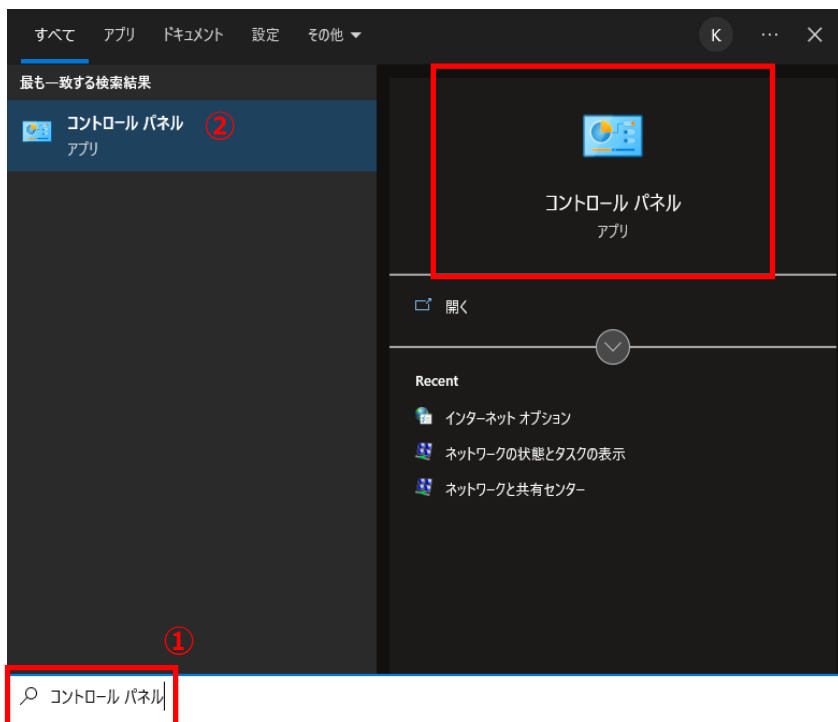 すべて アプリ ドキュメント 設定 その他 K ··· ×
最も一致する検索結果
コントロール パネル ②
アプリ
コントロール パネル
アプリ
開く
Recent
インターネット オプション
ネットワークの状態とタスクの表示
ネットワークと共有センター
①
コントロール パネル